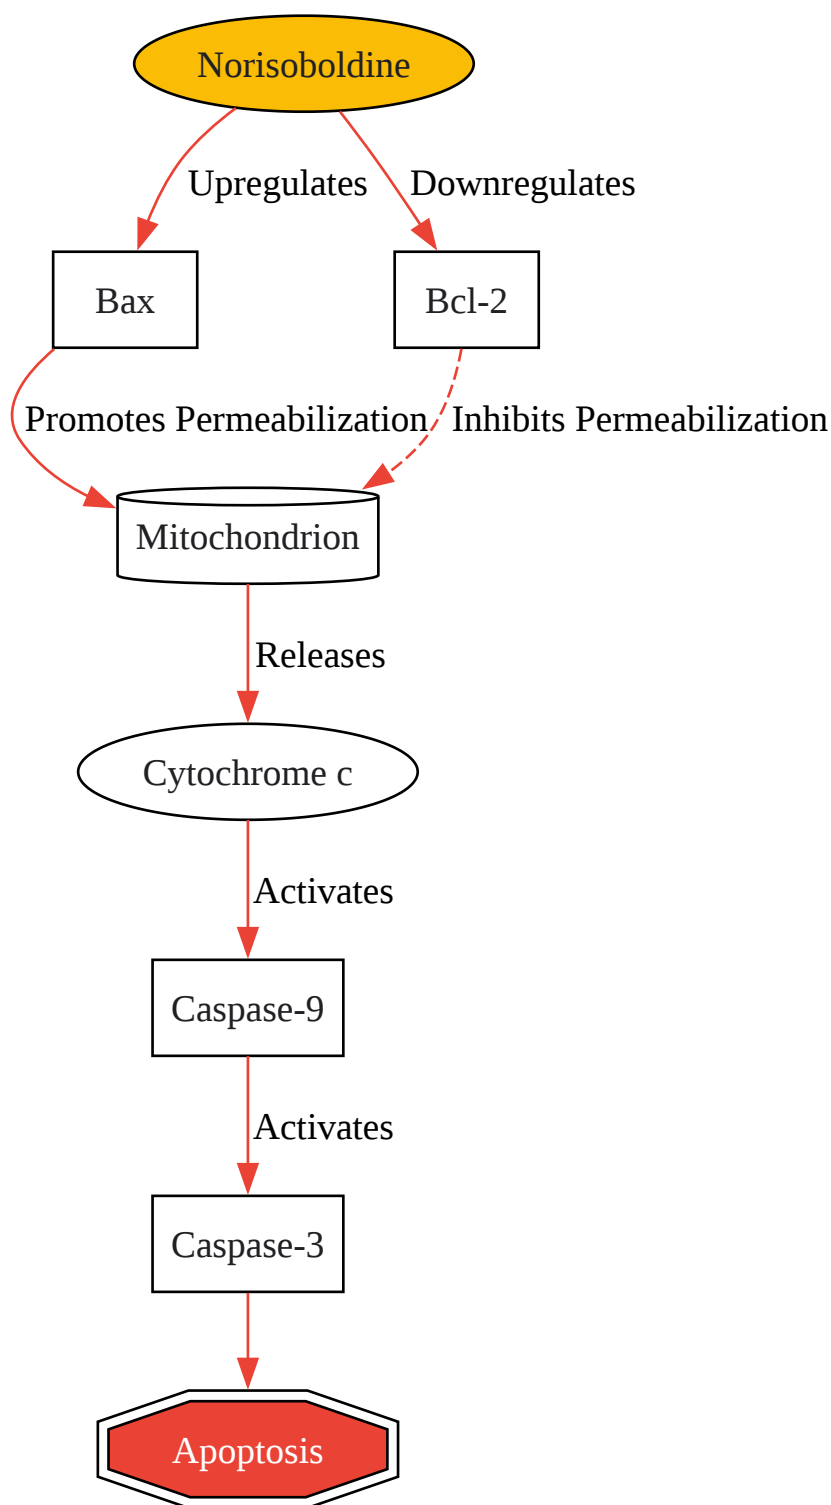 Norisoboldine
Upregulates
Downregulates
Bax
Bcl-2
Promotes Permeabilization
Inhibits Permeabilization
Mitochondrion
Releases
Cytochrome c
Activates
Caspase-9
Activates
Caspase-3
Apoptosis